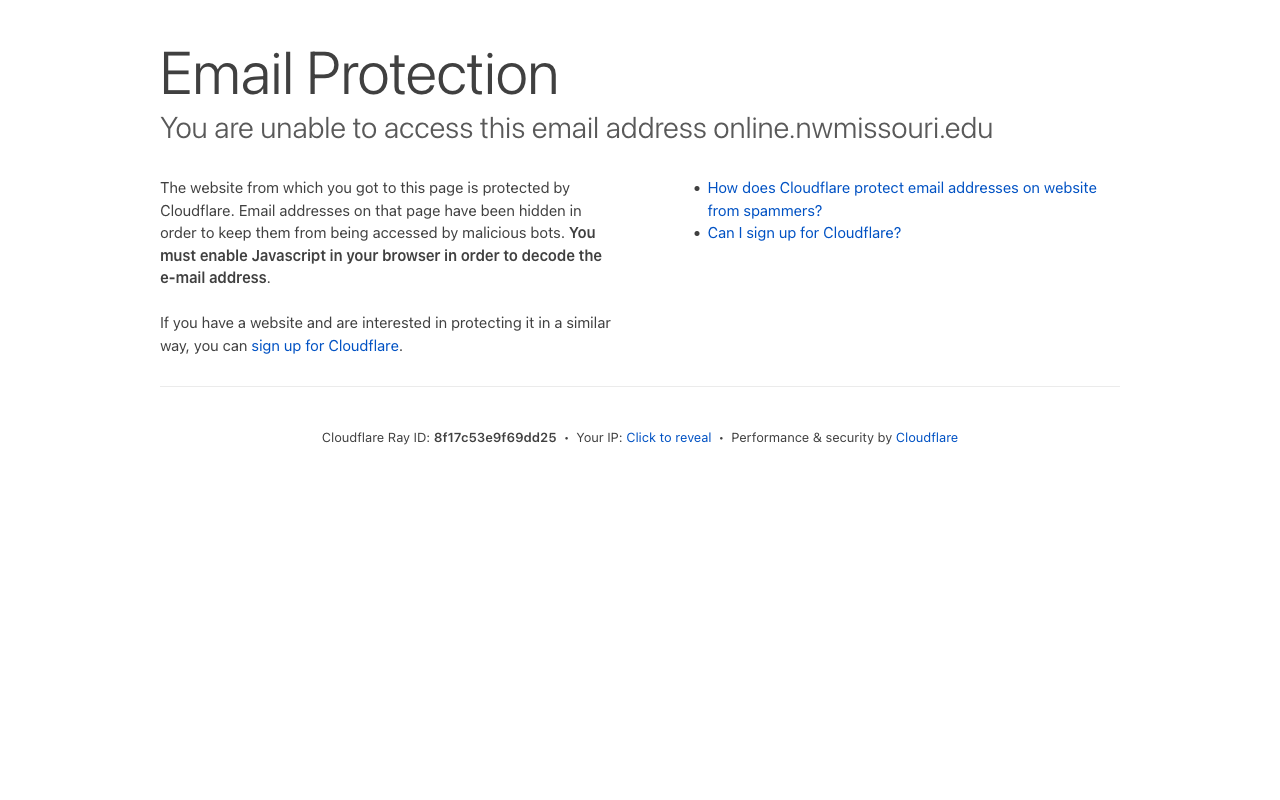 Email Protection
You are unable to access this email address online.nwmissouri.edu
The website from which you got to this page is protected by
Cloudflare. Email addresses on that page have been hidden in
order to keep them from being accessed by malicious bots. You
must enable Javascript in your browser in order to decode the
e-mail address.
If you have a website and are interested in protecting it in a similar
way, you can sign up for Cloudflare.
• How does Cloudflare protect email addresses on website
from spammers?
• Can I sign up for Cloudflare?
Cloudflare Ray ID: 8f17c53e9f69dd25 • Your IP: Click to reveal • Performance & security by Cloudflare